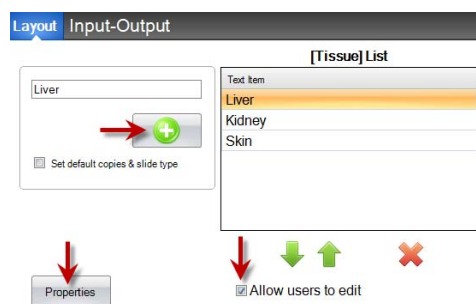 Layout Input-Output
[Tissue] List
Text Item
Liver
Liver
Kidney
Skin
Set default copies & slide type
Properties
Allow users to edit